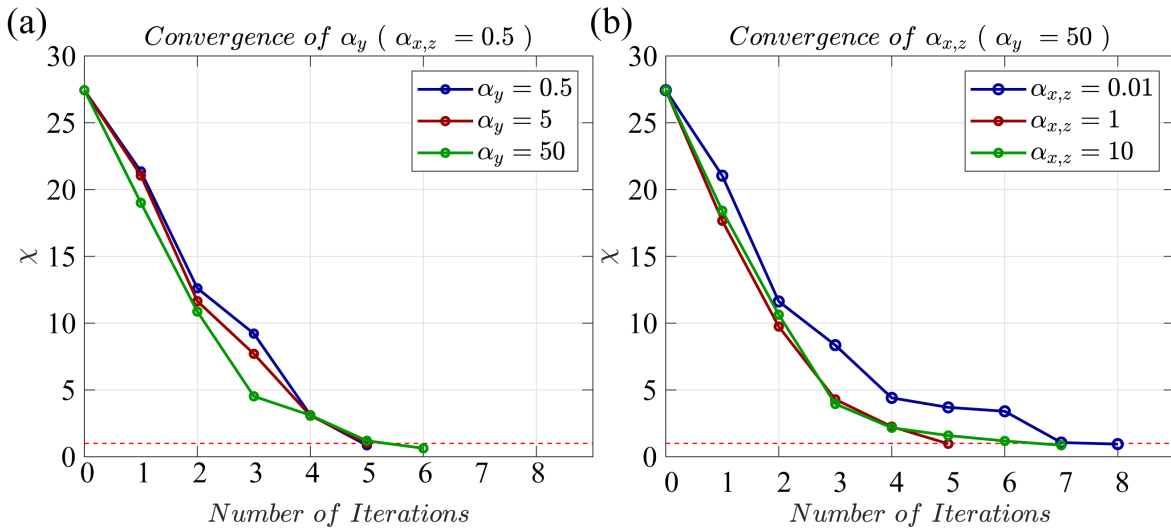 (a)
Convergence of α_y ( α_{x,z} = 0.5 )
30
25
20
15
10
5
0
χ
α_y = 0.5
α_y = 5
α_y = 50
0 1 2 3 4 5 6 7 8
Number of Iterations
(b)
Convergence of α_{x,z} ( α_y = 50 )
30
25
20
15
10
5
0
χ
α_{x,z} = 0.01
α_{x,z} = 1
α_{x,z} = 10
0 1 2 3 4 5 6 7 8
Number of Iterations